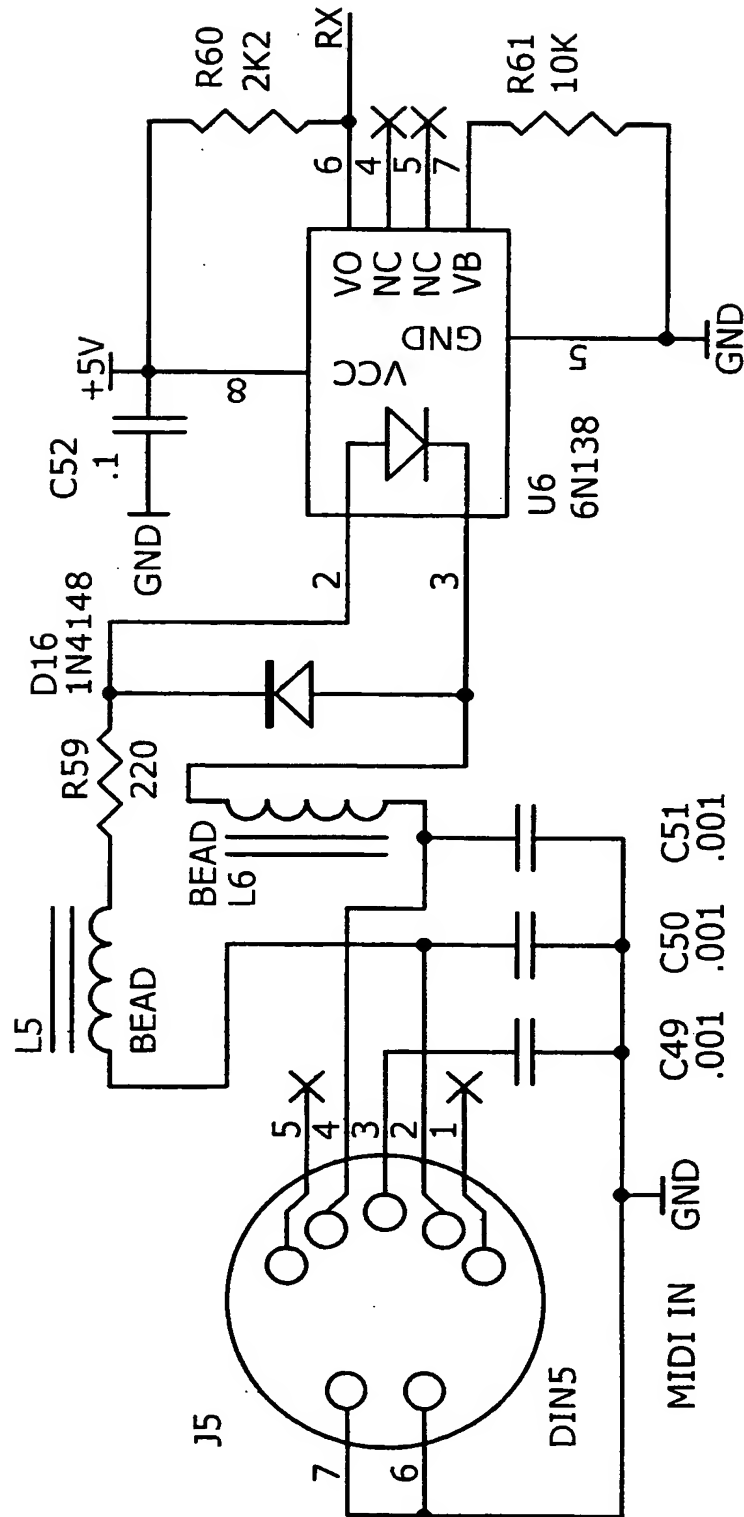 L5
BEAD
R59
220
D16
1N4148
BEAD
L6
C52
.1
GND
+5V
R60
2K2
RX
8
VCC
GND
VO
NC
NC
VB
6
4
5
7
5
2
3
U6
6N138
R61
10K
GND
J5
7
6
5
4
3
2
1
DIN5
MIDI IN
GND
C49
.001
C50
.001
C51
.001